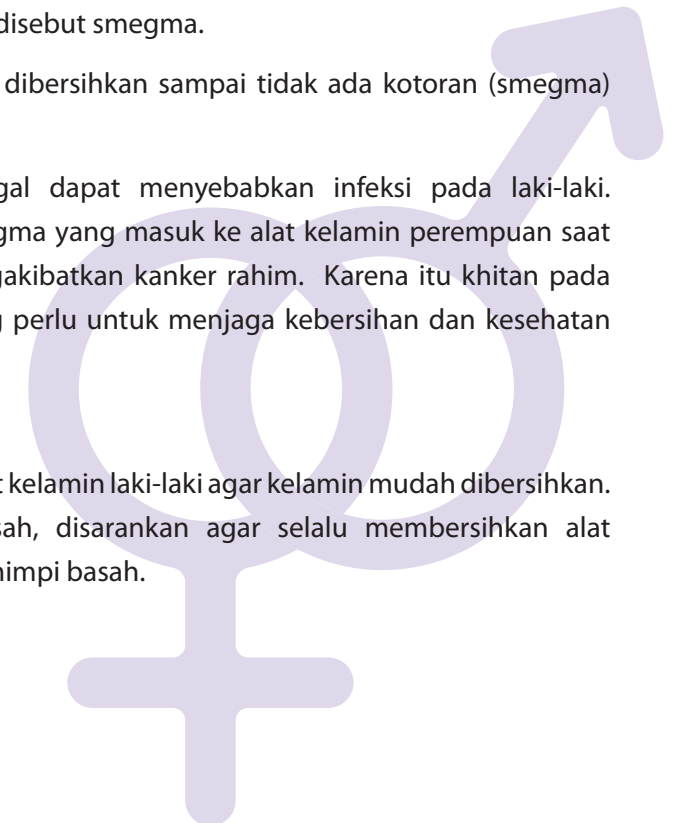 disebut smegma.
dibersihkan sampai tidak ada kotoran (smegma)
gal dapat menyebabkan infeksi pada laki-laki.
gma yang masuk ke alat kelamin perempuan saat
gakibatkan kanker rahim. Karena itu khitan pada
perlu untuk menjaga kebersihan dan kesehatan
kelamin laki-laki agar kelamin mudah dibersihkan.
sah, disarankan agar selalu membersihkan alat
mimpi basah.